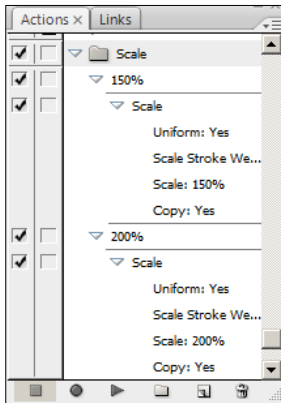 Actions × Links
Scale
150%
Scale
Uniform: Yes
Scale Stroke We...
Scale: 150%
Copy: Yes
200%
Scale
Uniform: Yes
Scale Stroke We...
Scale: 200%
Copy: Yes